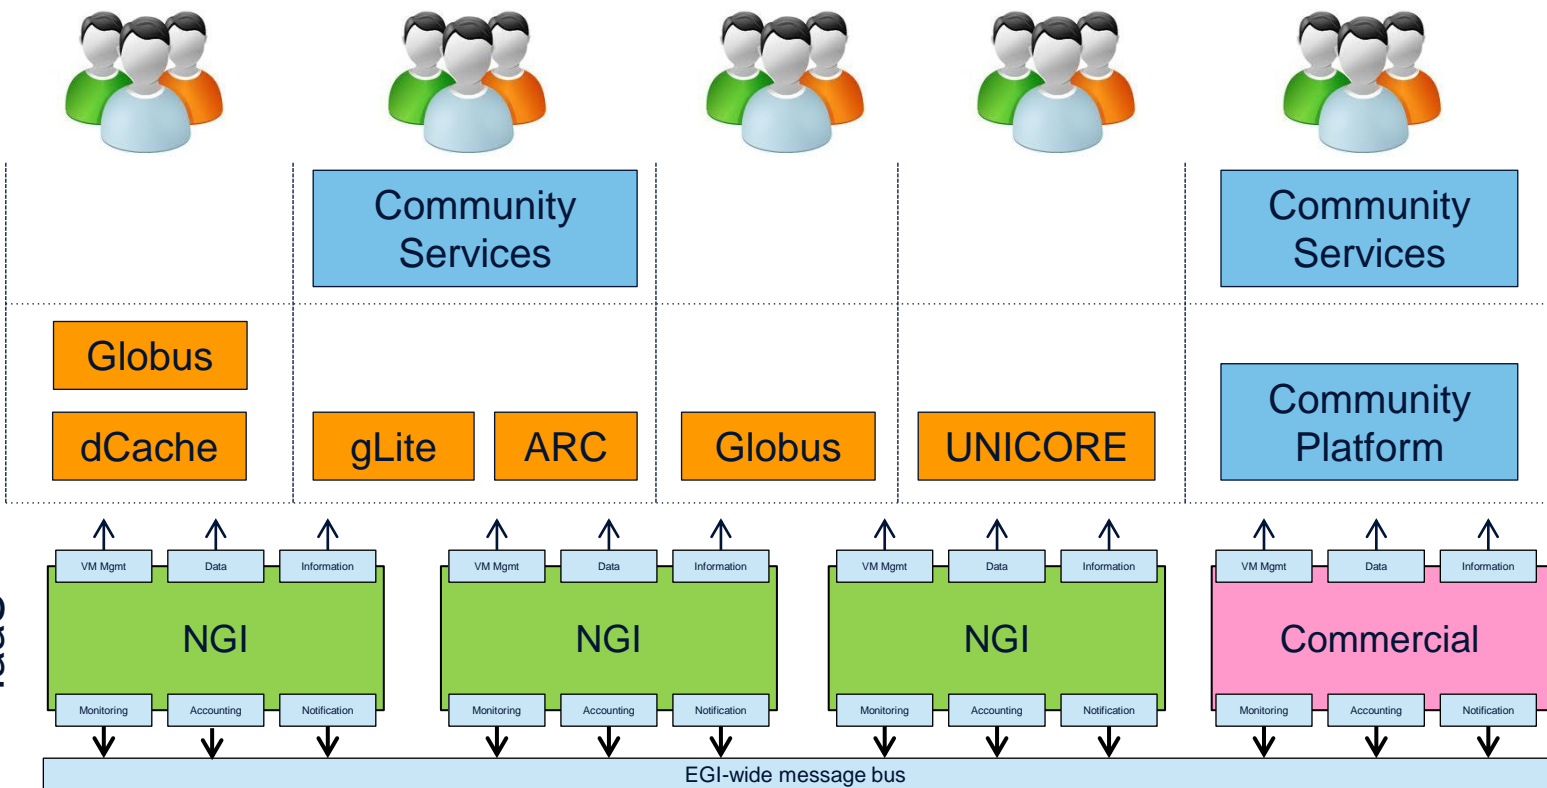 Community
Services
Community
Services
Globus
dCache
gLite
ARC
Globus
UNICORE
Community
Platform
VM Mgmt
Data
Information
VM Mgmt
Data
Information
VM Mgmt
Data
Information
VM Mgmt
Data
Information
NGI
NGI
NGI
Commercial
Monitoring
Accounting
Notification
Monitoring
Accounting
Notification
Monitoring
Accounting
Notification
Monitoring
Accounting
Notification
EGI-wide message bus